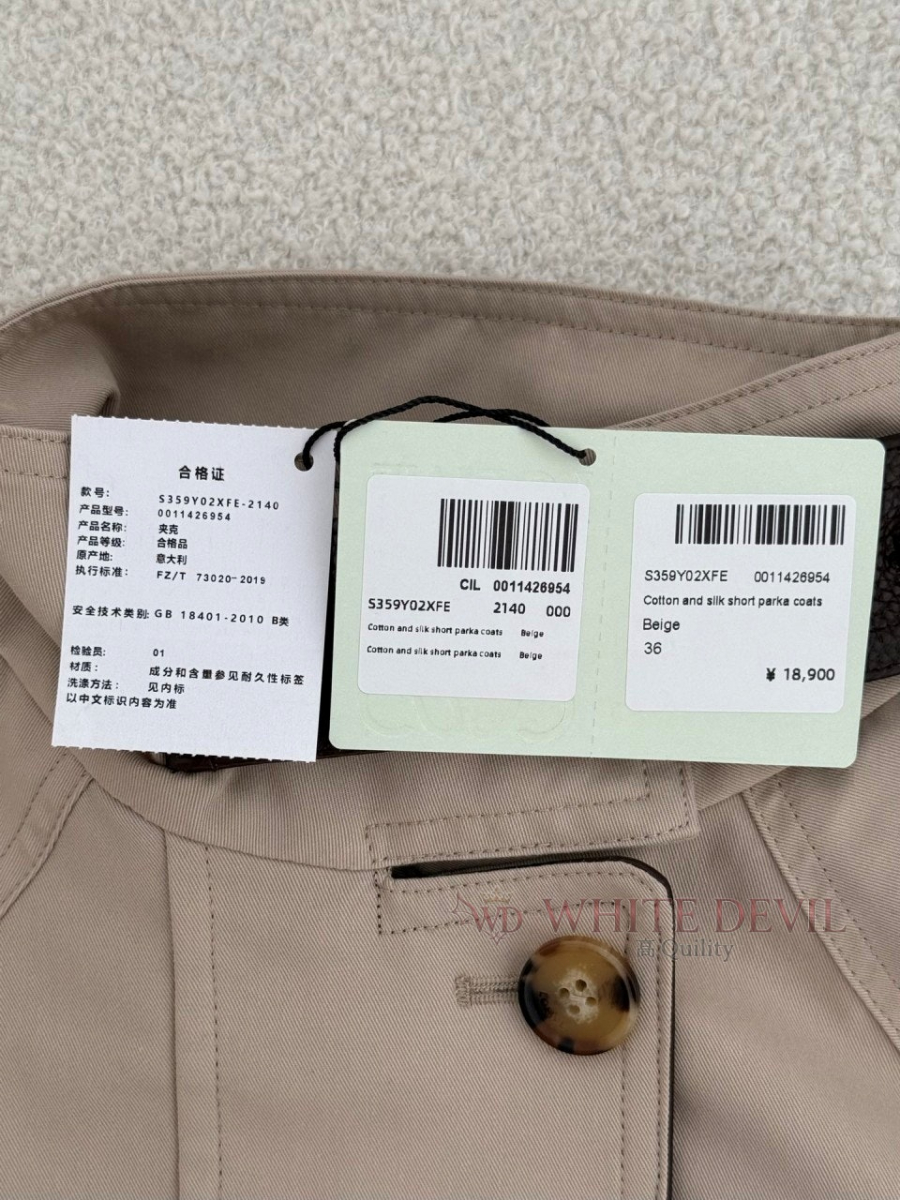 合格证
款号: S359Y02XFE-2140
产品型号: 0011426954
产品名称: 夹克
产品等级: 合格品
原产地: 意大利
执行标准: FZ/T 73020-2019
安全技术类别: GB 18401-2010 B类
检验员: 01
材质: 成分和含量参见耐久性标签
洗涤方法: 见内标
以中文标识内容为准
CIL 0011426954
S359Y02XFE 2140 000
Cotton and silk short parka coats Beige
Cotton and silk short parka coats Beige
S359Y02XFE 0011426954
Cotton and silk short parka coats
Beige
36
¥ 18,900
WD WHITE DEVIL
高 Quility